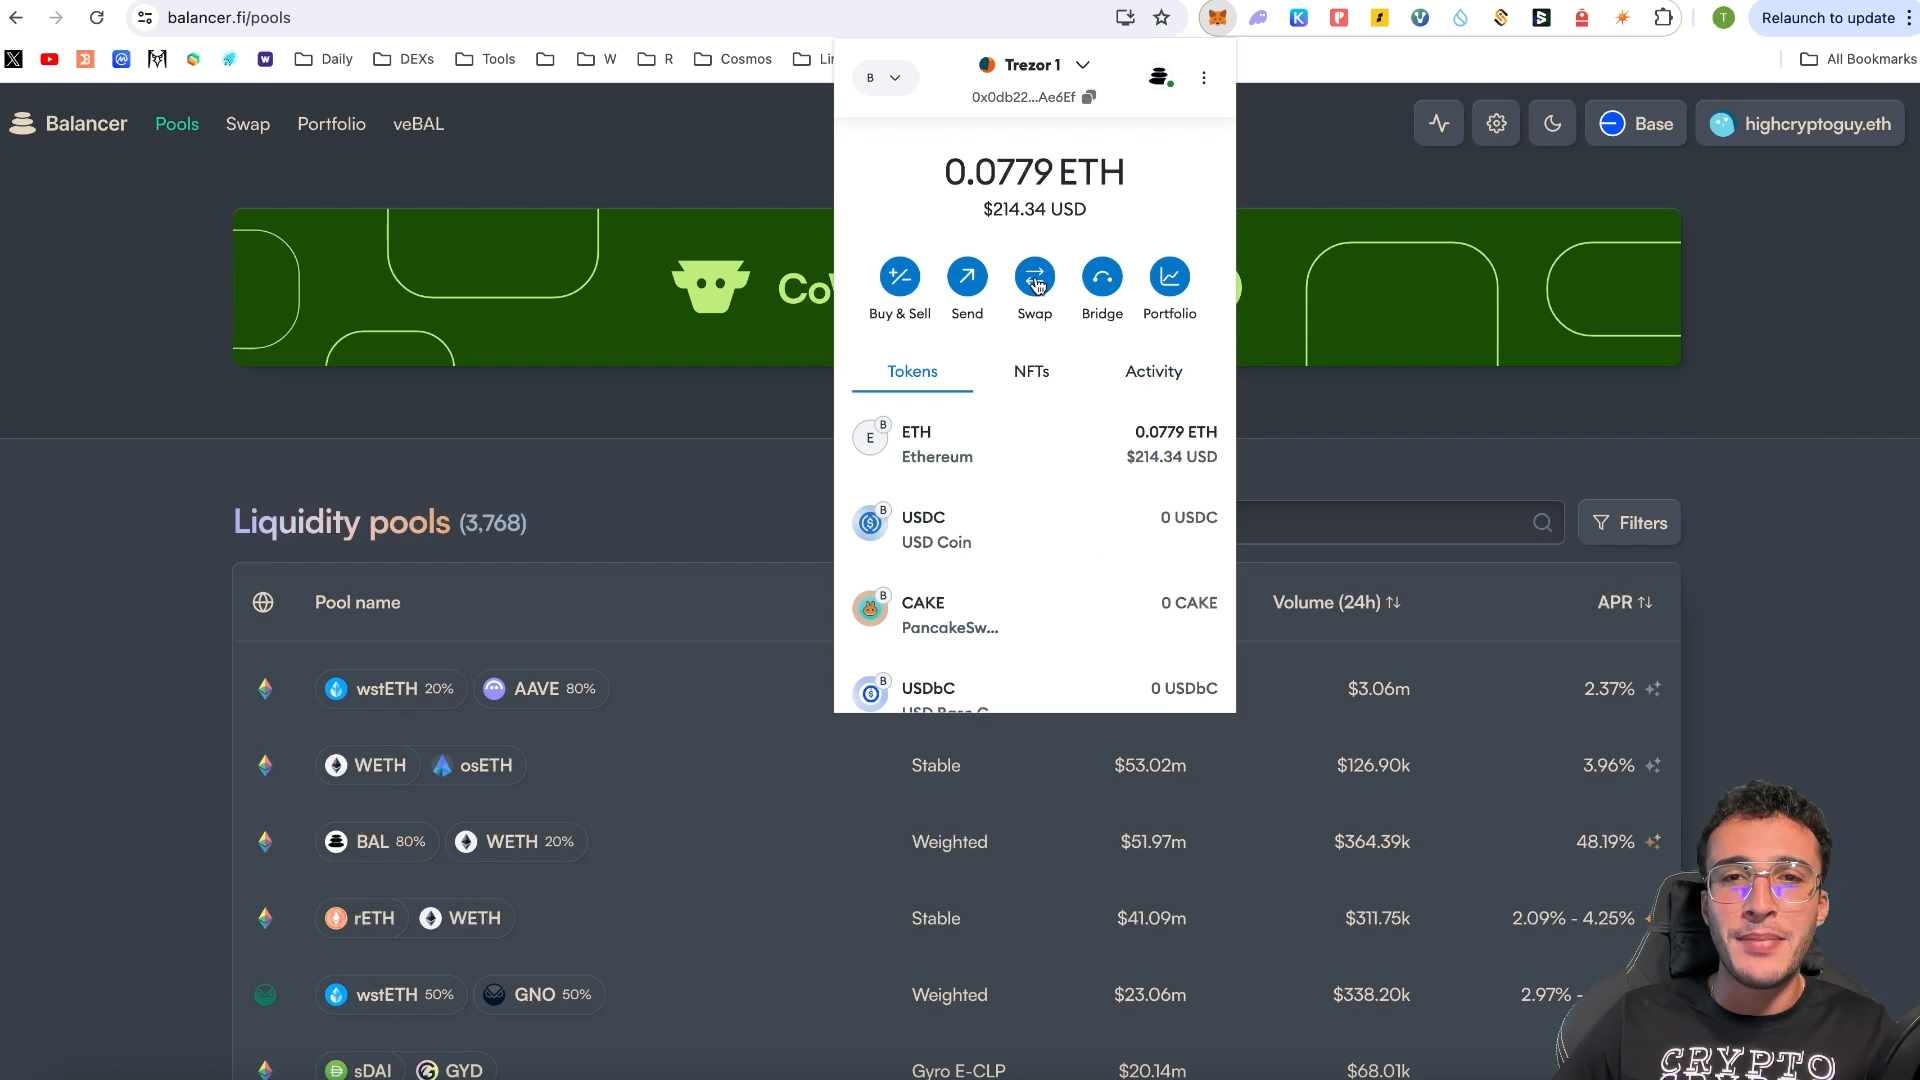 balancer.fi/pools
Relaunch to update
Daily
DEXs
Tools
W
R
Cosmos
All Bookmarks
B
Trezor 1
0x0db22...Ae6Ef
Balancer
Pools
Swap
Portfolio
veBAL
Base
highcryptoguy.eth
0.0779 ETH
$214.34 USD
Buy & Sell
Send
Swap
Bridge
Portfolio
Tokens
NFTs
Activity
E
B
ETH
0.0779 ETH
Ethereum
$214.34 USD
B
USDC
0 USDC
USD Coin
B
CAKE
0 CAKE
PancakeSw...
B
USDbC
0 USDbC
Liquidity pools (3,768)
Filters
Pool name
Volume (24h)
APR
wstETH 20%
AAVE 80%
$3.06m
2.37%
WETH
osETH
Stable
$53.02m
$126.90k
3.96%
BAL 80%
WETH 20%
Weighted
$51.97m
$364.39k
48.19%
rETH
WETH
Stable
$41.09m
$311.75k
2.09% - 4.25%
wstETH 50%
GNO 50%
Weighted
$23.06m
$338.20k
2.97% -
sDAI
GYD
Gyro E-CLP
$20.14m
$68.01k
CRYPTO